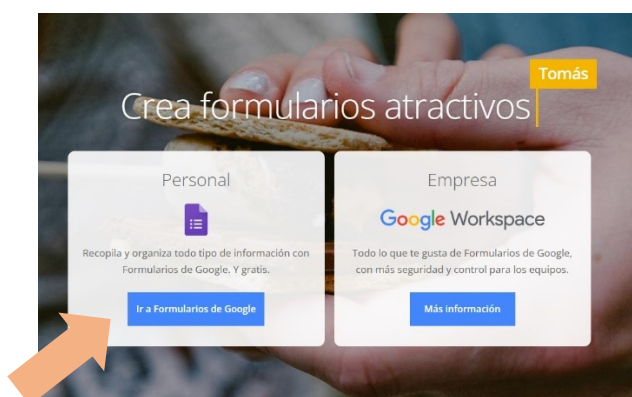 Tomás
Crea formularios atractivos
Personal
Recopila y organiza todo tipo de información con
Formularios de Google. Y gratis.
Ir a Formularios de Google
Empresa
Google Workspace
Todo lo que te gusta de Formularios de Google,
con más seguridad y control para los equipos.
Más información